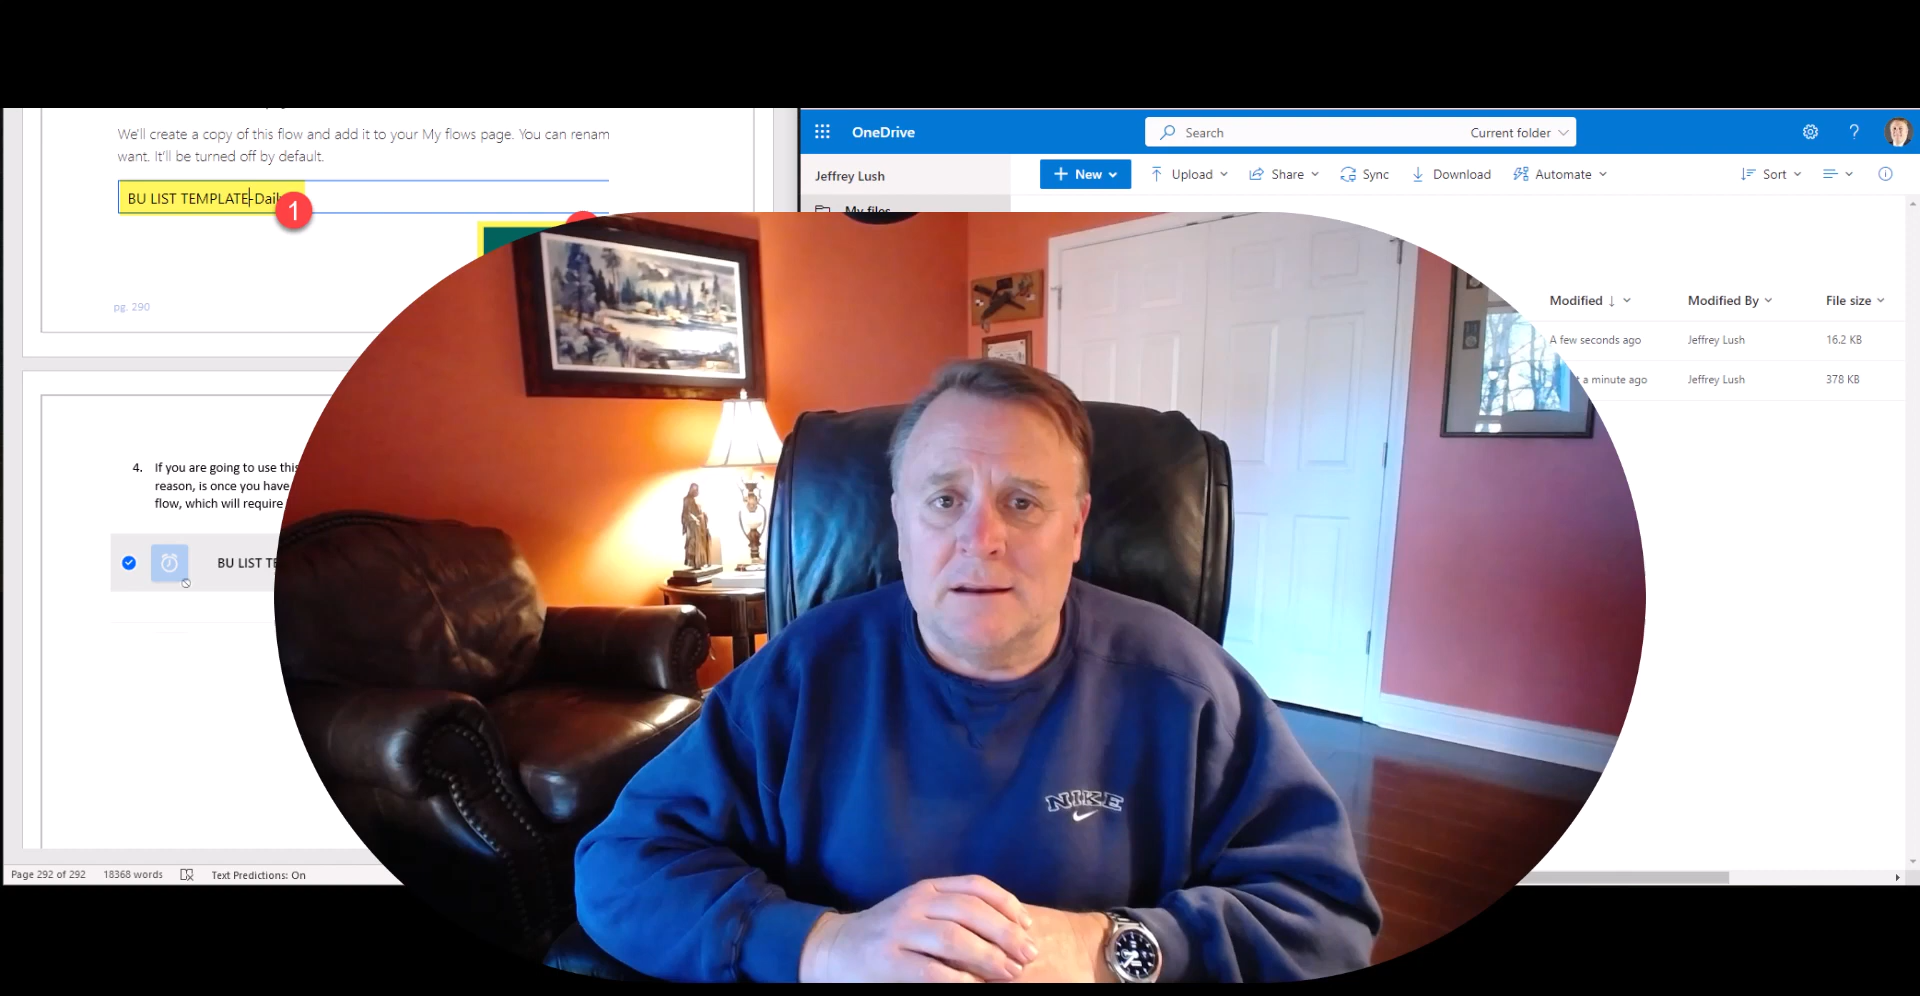 We'll create a copy of this flow and add it to your My flows page. You can renam
want. It'll be turned off by default.
BU LIST TEMPLATE-Dail
1
pg. 290
4. If you are going to use this
reason, is once you have
flow, which will require
BU LIST TE
Page 292 of 292 18368 words Text Predictions: On
OneDrive
Search
Current folder
Jeffrey Lush
New
Upload
Share
Sync
Download
Automate
Sort
My files
Modified
Modified By
File size
A few seconds ago Jeffrey Lush 16.2 KB
a minute ago Jeffrey Lush 378 KB
NIKE